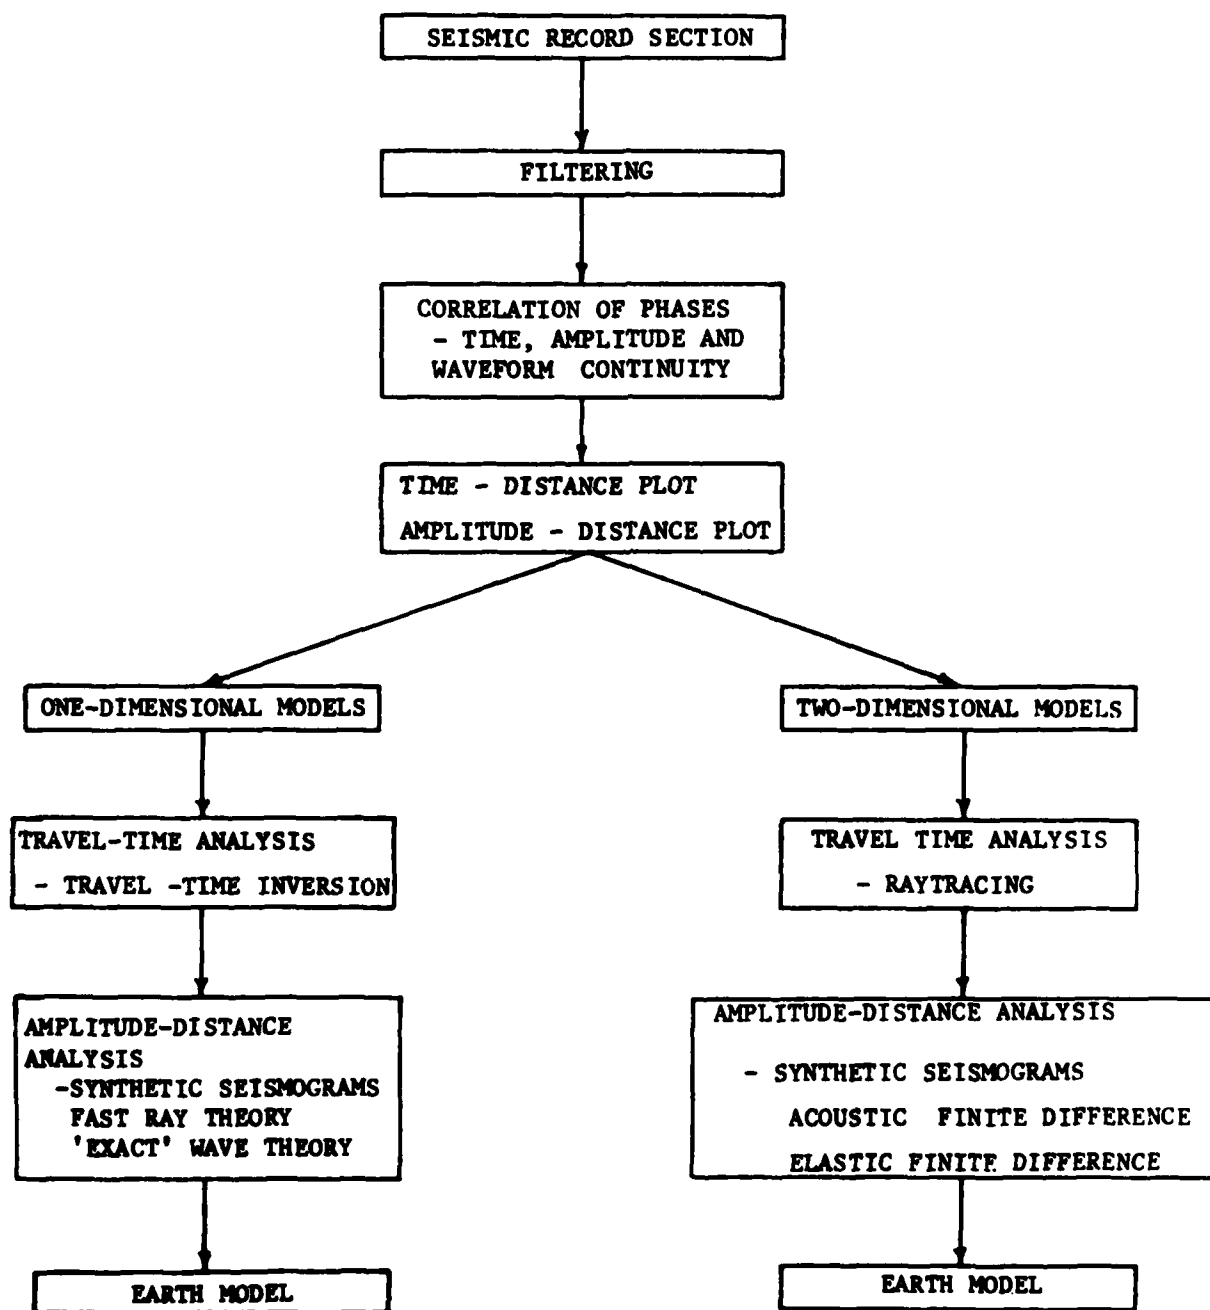 SEISMIC RECORD SECTION
FILTERING
CORRELATION OF PHASES
- TIME, AMPLITUDE AND
WAVEFORM CONTINUITY
TIME - DISTANCE PLOT
AMPLITUDE - DISTANCE PLOT
ONE-DIMENSIONAL MODELS
TRAVEL-TIME ANALYSIS
- TRAVEL -TIME INVERSION
AMPLITUDE-DISTANCE
ANALYSIS
-SYNTHETIC SEISMOGRAMS
FAST RAY THEORY
'EXACT' WAVE THEORY
EARTH MODEL
TWO-DIMENSIONAL MODELS
TRAVEL TIME ANALYSIS
- RAYTRACING
AMPLITUDE-DISTANCE ANALYSIS
- SYNTHETIC SEISMOGRAMS
ACOUSTIC FINITE DIFFERENCE
ELASTIC FINITE DIFFERENCE
EARTH MODEL